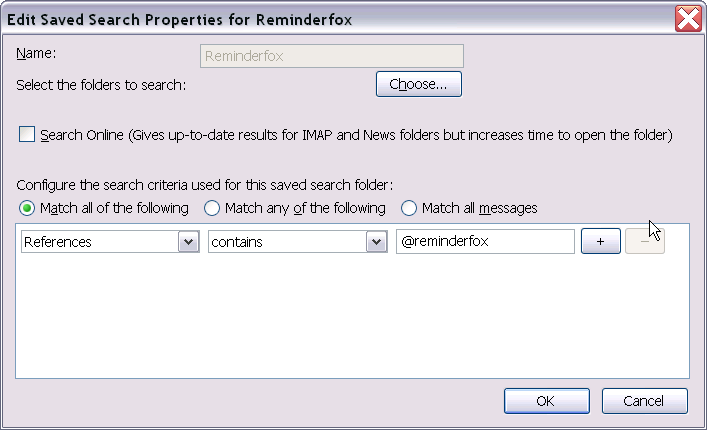 Edit Saved Search Properties for Reminderfox
Name: Reminderfox
Select the folders to search: Choose...
Search Online (Gives up-to-date results for IMAP and News folders but increases time to open the folder)
Configure the search criteria used for this saved search folder:
Match all of the following Match any of the following Match all messages
References contains @reminderfox + −
OK Cancel